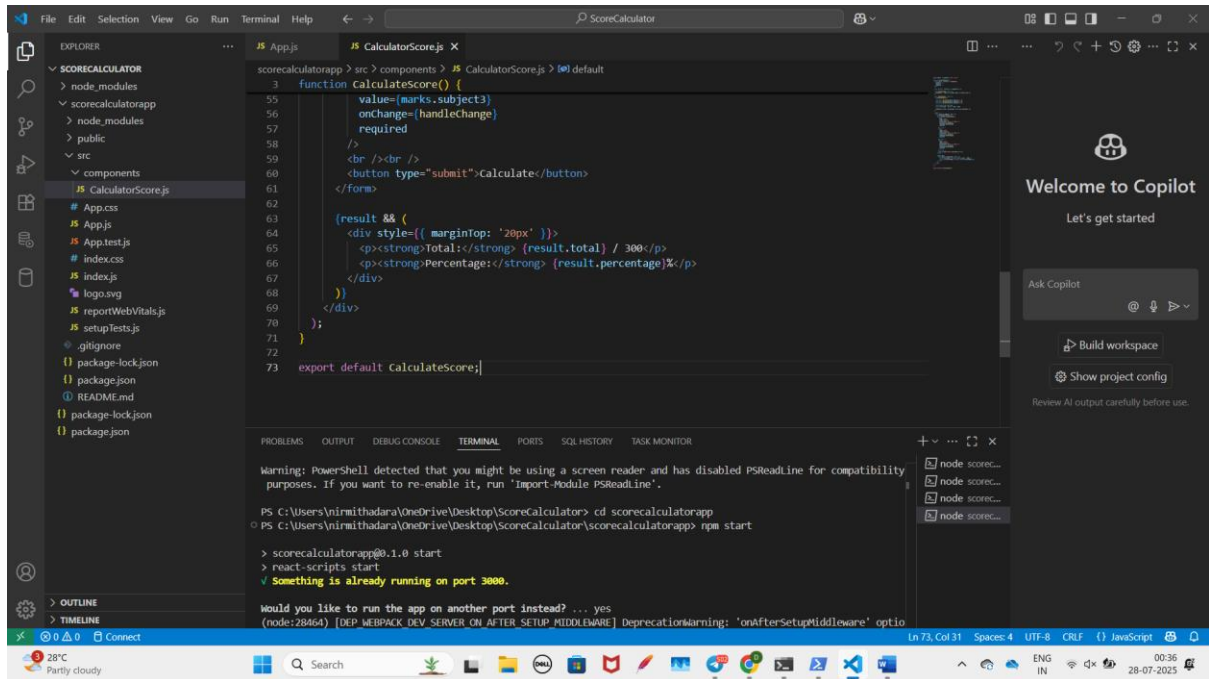 File Edit Selection View Go Run Terminal Help
ScoreCalculator
EXPLORER
SCORECALCULATOR
node_modules
scorecalculatorapp
node_modules
public
src
components
JS CalculatorScore.js
# App.css
JS App.js
JS App.test.js
# index.css
JS index.js
logo.svg
JS reportWebVitals.js
JS setupTests.js
.gitignore
{} package-lock.json
{} package.json
README.md
{} package-lock.json
{} package.json
OUTLINE
TIMELINE
JS App.js JS CalculatorScore.js
scorecalculatorapp > src > components > JS CalculatorScore.js > default
3 function CalculateScore() {
55 value={marks.subject3}
56 onChange={handleChange}
57 required
58 />
59 <br /><br />
60 <button type="submit">Calculate</button>
61 </form>
62
63 {result && (
64 <div style={{ marginTop: '20px' }}>
65 <p><strong>Total:</strong> {result.total} / 300</p>
66 <p><strong>Percentage:</strong> {result.percentage}%</p>
67 </div>
68 )}
69 </div>
70 );
71 }
72
73 export default CalculateScore;
PROBLEMS OUTPUT DEBUG CONSOLE TERMINAL PORTS SQL HISTORY TASK MONITOR
Warning: PowerShell detected that you might be using a screen reader and has disabled PSReadLine for compatibility
purposes. If you want to re-enable it, run 'Import-Module PSReadLine'.
PS C:\Users\nirmithadara\OneDrive\Desktop\ScoreCalculator> cd scorecalculatorapp
PS C:\Users\nirmithadara\OneDrive\Desktop\ScoreCalculator\scorecalculatorapp> npm start
> scorecalculatorapp@0.1.0 start
> react-scripts start
√ Something is already running on port 3000.
Would you like to run the app on another port instead? ... yes
(node:28464) [DEP_WEBPACK_DEV_SERVER_ON_AFTER_SETUP_MIDDLEWARE] DeprecationWarning: 'onAfterSetupMiddleware' optio
node scorec...
node scorec...
node scorec...
node scorec...
Welcome to Copilot
Let's get started
Ask Copilot
Build workspace
Show project config
Review AI output carefully before use.
0 0 Connect
Ln 73, Col 31 Spaces: 4 UTF-8 CRLF {} JavaScript
28°C
Partly cloudy
Search
ENG
IN
00:36
28-07-2025